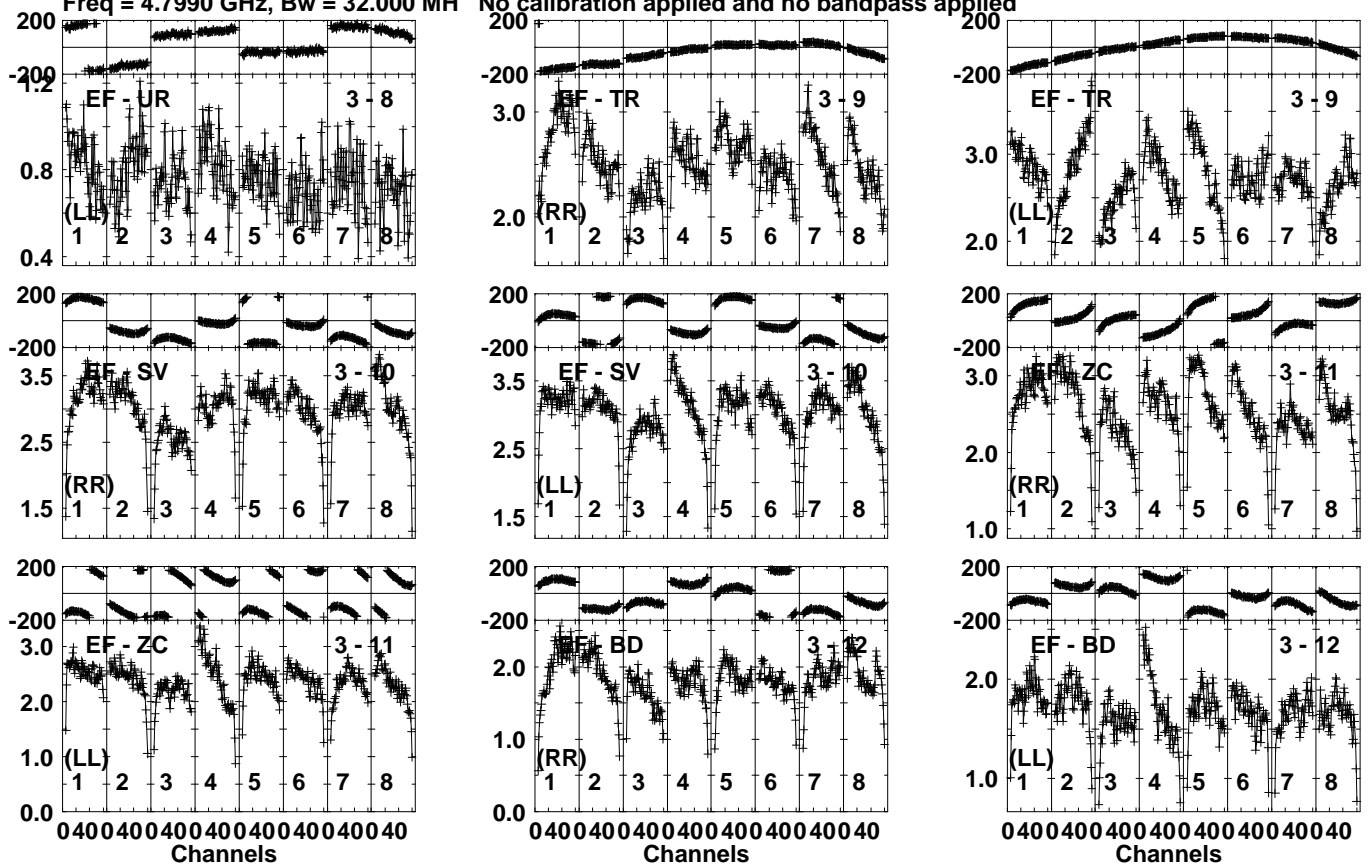 Freq = 4.7990 GHz, Bw = 32.000 MH No calibration applied and no bandpass applied
200
-200
1.2
0.8
0.4
EF - UR 3 - 8
(LL)
1 2 3 4 5 6 7 8
200
-200
3.0
2.0
EF - TR 3 - 9
(RR)
1 2 3 4 5 6 7 8
200
-200
3.0
2.0
EF - TR 3 - 9
(LL)
1 2 3 4 5 6 7 8
200
-200
3.5
2.5
1.5
EF - SV 3 - 10
(RR)
1 2 3 4 5 6 7 8
200
-200
3.5
2.5
1.5
EF - SV 3 - 10
(LL)
1 2 3 4 5 6 7 8
200
-200
3.0
2.0
1.0
EF - ZC 3 - 11
(RR)
1 2 3 4 5 6 7 8
200
-200
3.0
2.0
1.0
0.0
EF - ZC 3 - 11
(LL)
1 2 3 4 5 6 7 8
0 40 0 40 0 40 0 40 0 40 0 40 0 40 0 40
Channels
200
-200
2.0
1.0
0.0
EF - BD 3 - 12
(RR)
1 2 3 4 5 6 7 8
0 40 0 40 0 40 0 40 0 40 0 40 0 40 0 40
Channels
200
-200
2.0
1.0
EF - BD 3 - 12
(LL)
1 2 3 4 5 6 7 8
0 40 0 40 0 40 0 40 0 40 0 40 0 40 0 40
Channels